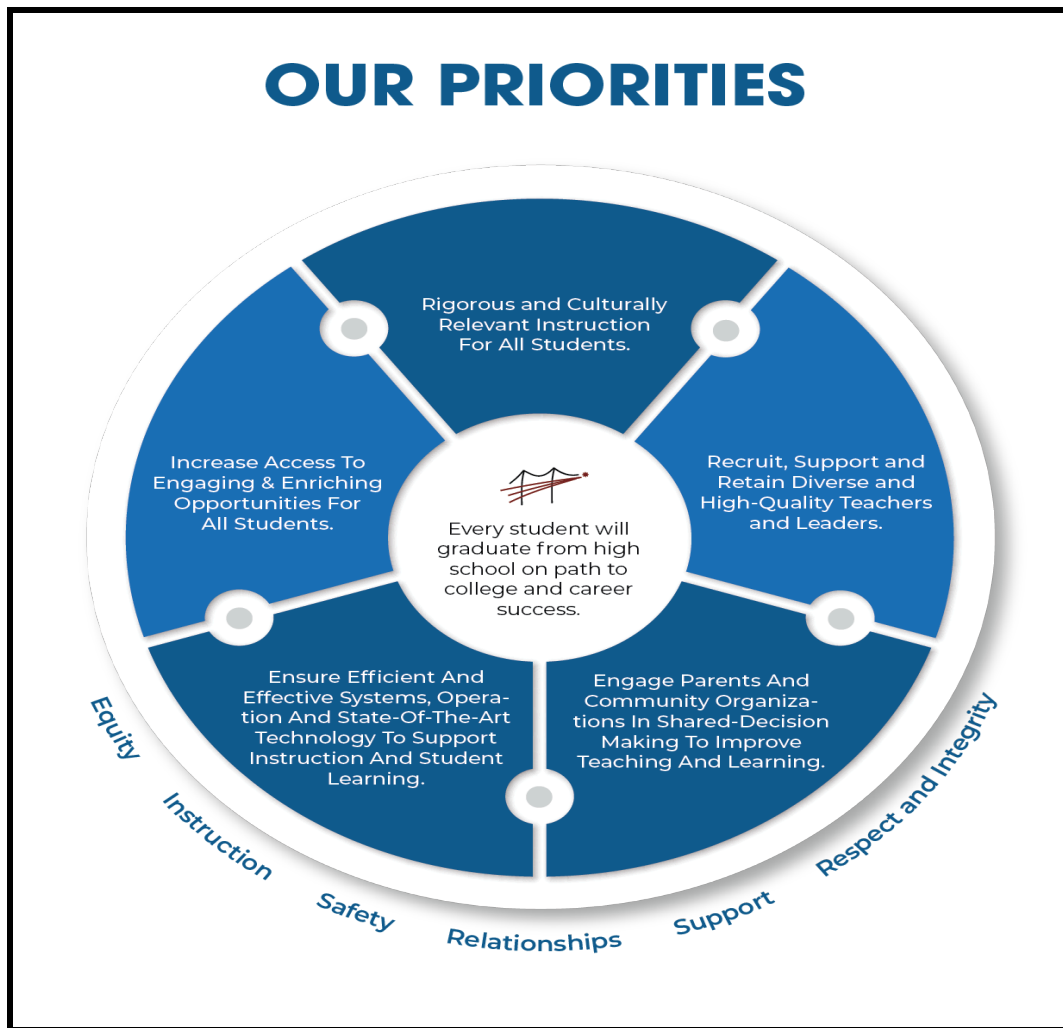 OUR PRIORITIES
Rigorous and Culturally
Relevant Instruction
For All Students.
Increase Access To
Engaging & Enriching
Opportunities For
All Students.
Recruit, Support and
Retain Diverse and
High-Quality Teachers
and Leaders.
Every student will
graduate from high
school on path to
college and career
success.
Ensure Efficient And
Effective Systems, Opera-
tion And State-Of-The-Art
Technology To Support
Instruction And Student
Learning.
Engage Parents And
Community Organiza-
tions In Shared-Decision
Making To Improve
Teaching And Learning.
Equity
Instruction
Safety
Relationships
Support
Respect and Integrity